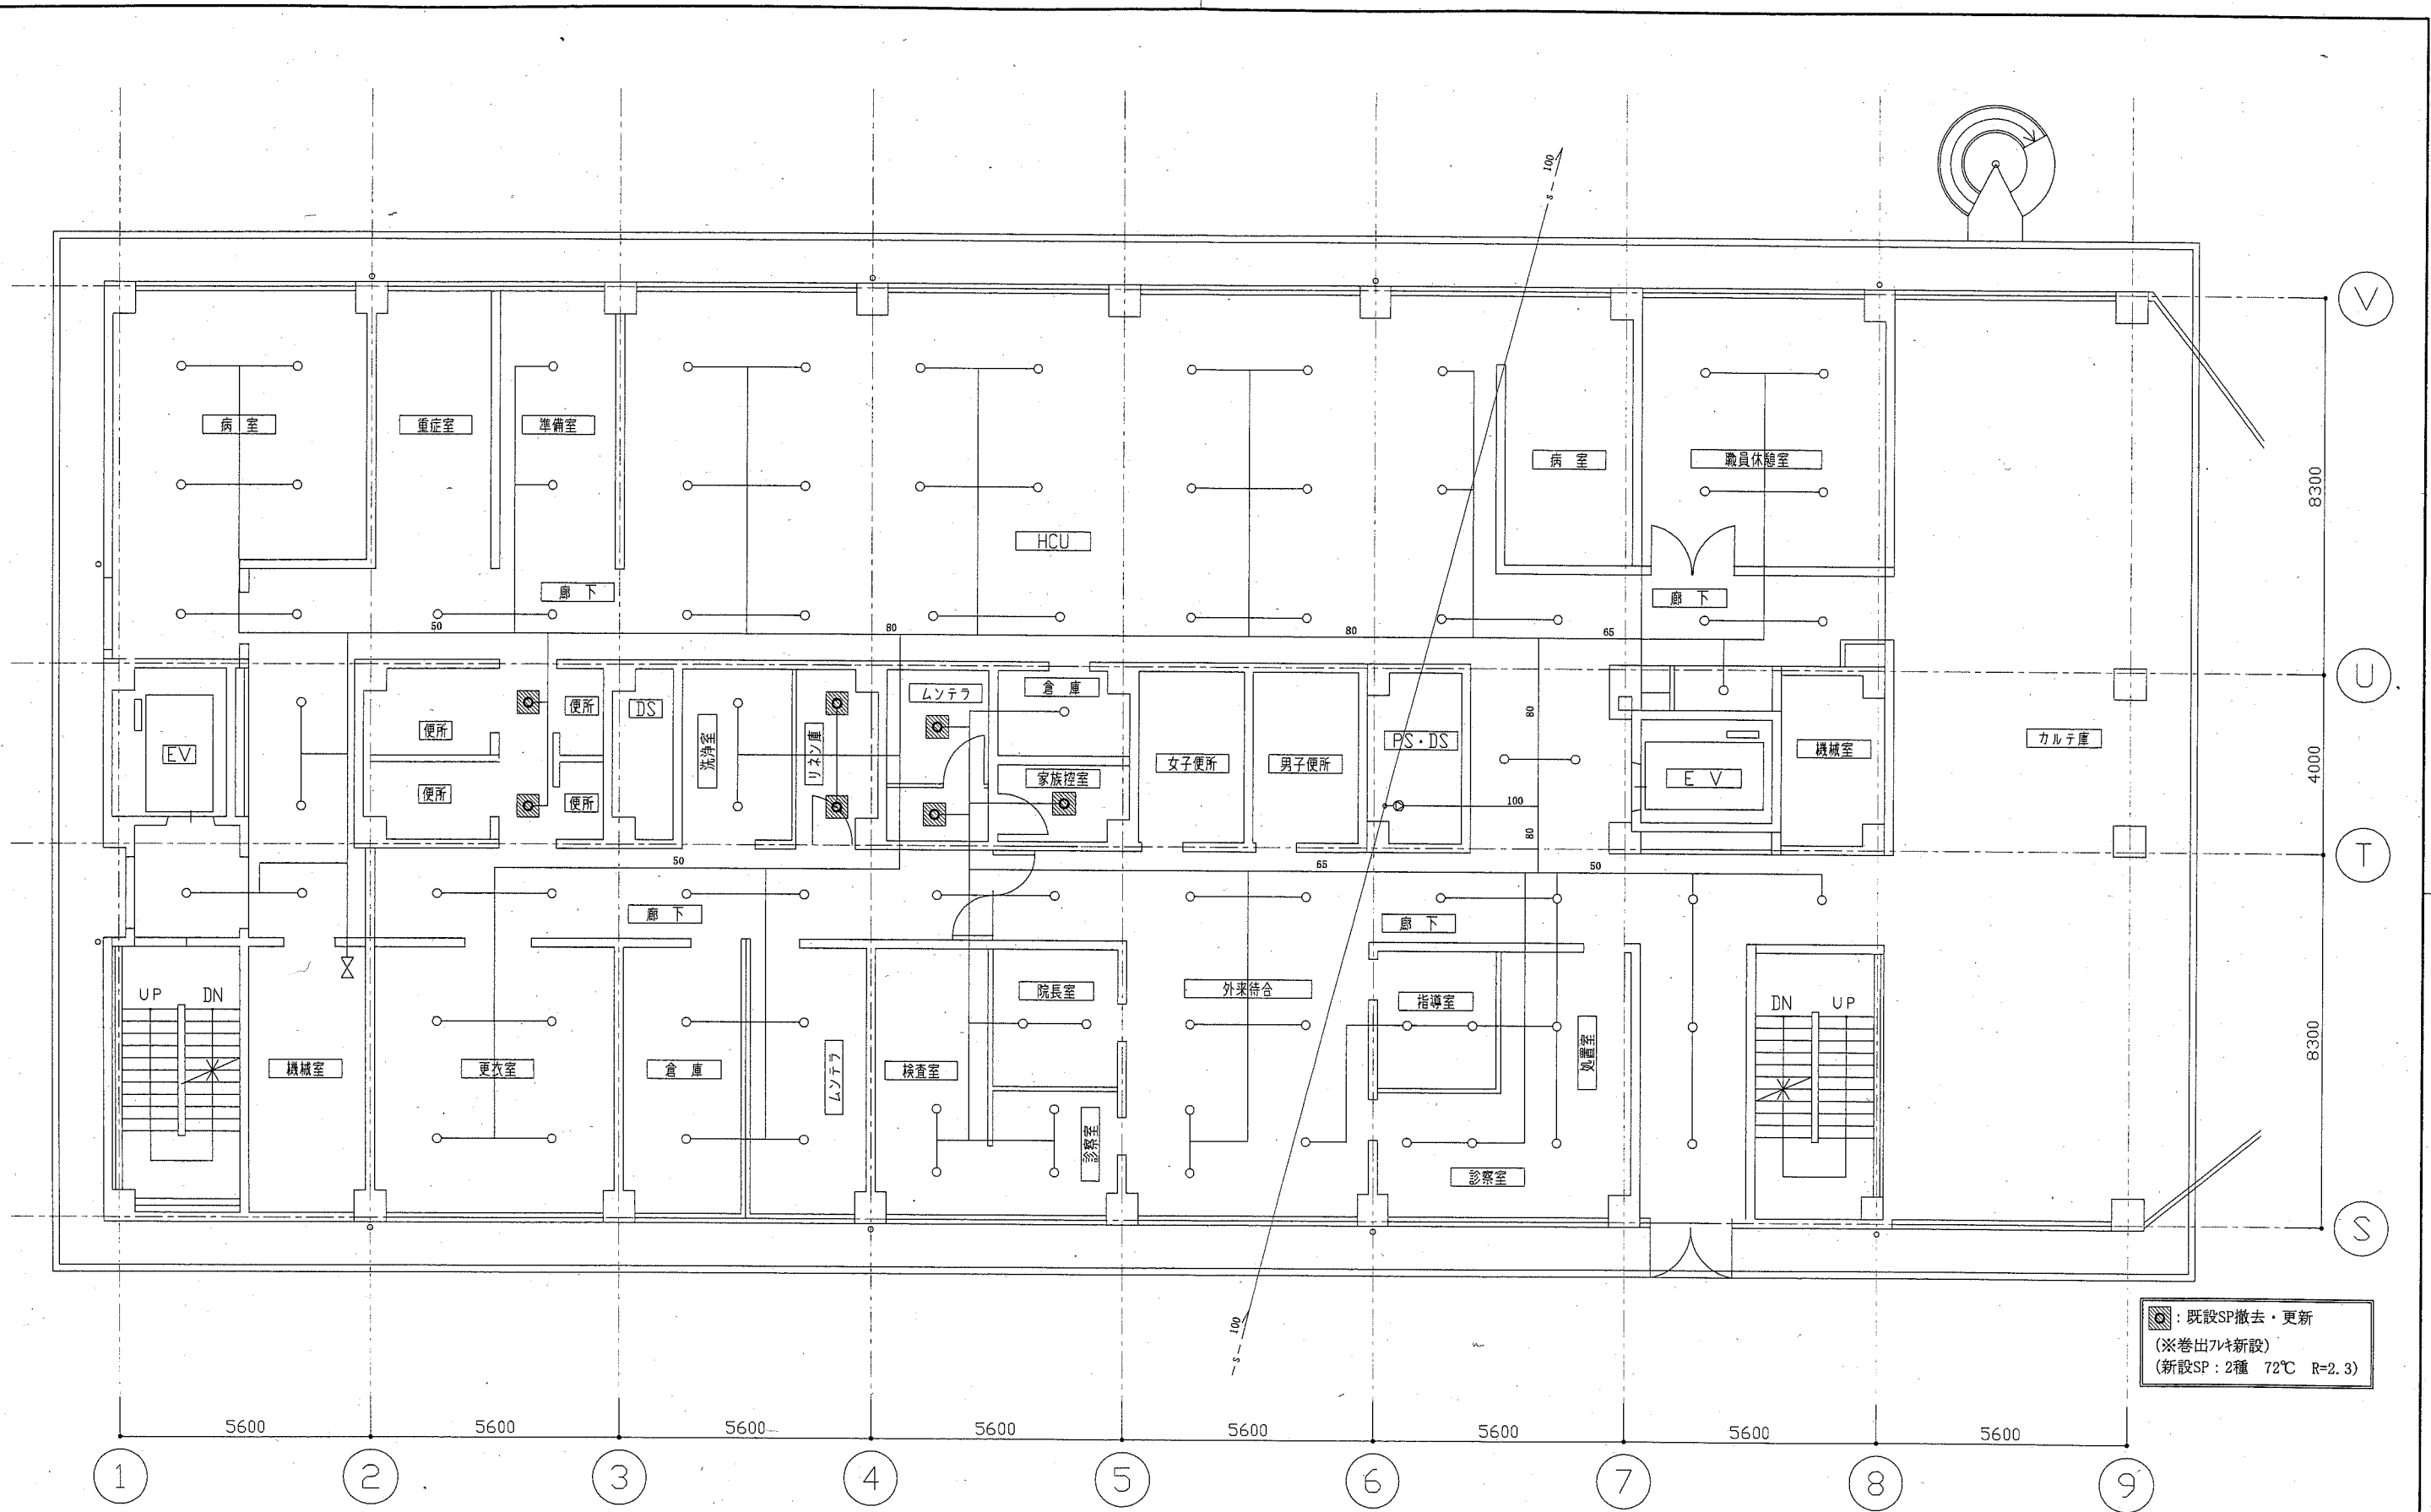 s 100
V
病 室
重症室
準備室
病 室
職員休憩室
8300
HCU
廊 下
廊 下
50
80
80
65
U
ムンテラ
倉 庫
便所
便所
DS
洗浄室
リネン庫
EV
女子便所
男子便所
PS・DS
80
E V
機械室
カルテ庫
4000
便所
便所
家族控室
100
80
T
50
65
50
廊 下
廊 下
UP
DN
院長室
外来待合
指導室
DN
UP
8300
機械室
更衣室
倉 庫
ムンテラ
検査室
処置室
診察室
診察室
S
s 100
:既設SP撤去・更新
(※巻出フレキ新設)
(新設SP:2種 72℃ R=2.3)
5600
5600
5600
5600
5600
5600
5600
5600
1
2
3
4
5
6
7
8
9